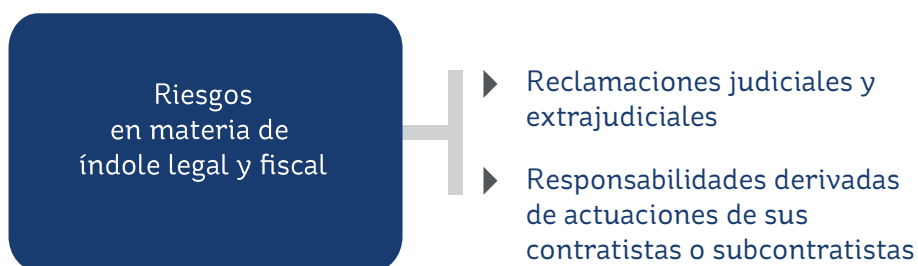 Riesgos
en materia de
índole legal y fiscal
Reclamaciones judiciales y
extrajudiciales
Responsabilidades derivadas
de actuaciones de sus
contratistas o subcontratistas